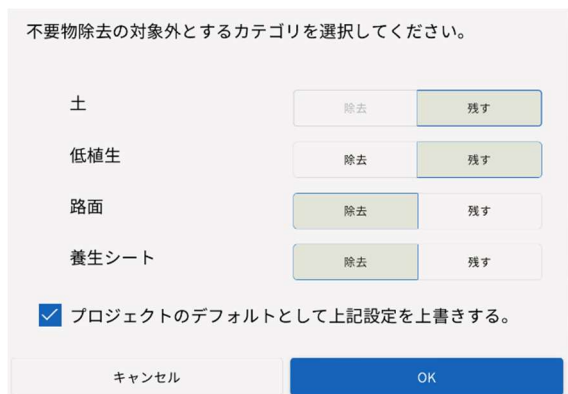 不要物除去の対象外とするカテゴリを選択してください。
土 除去 残す
低植生 除去 残す
路面 除去 残す
養生シート 除去 残す
プロジェクトのデフォルトとして上記設定を上書きする。
キャンセル OK